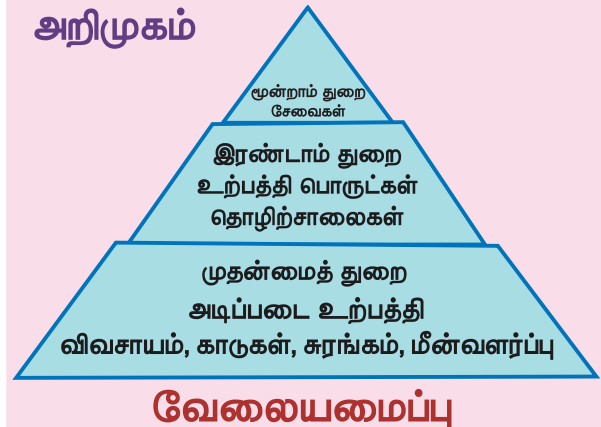 அறிமுகம்
மூன்றாம் துறை
சேவைகள்
இரண்டாம் துறை
உற்பத்தி பொருட்கள்
தொழிற்சாலைகள்
முதன்மைத் துறை
அடிப்படை உற்பத்தி
விவசாயம், காடுகள், சுரங்கம், மீன்வளர்ப்பு
வேலையமைப்பு